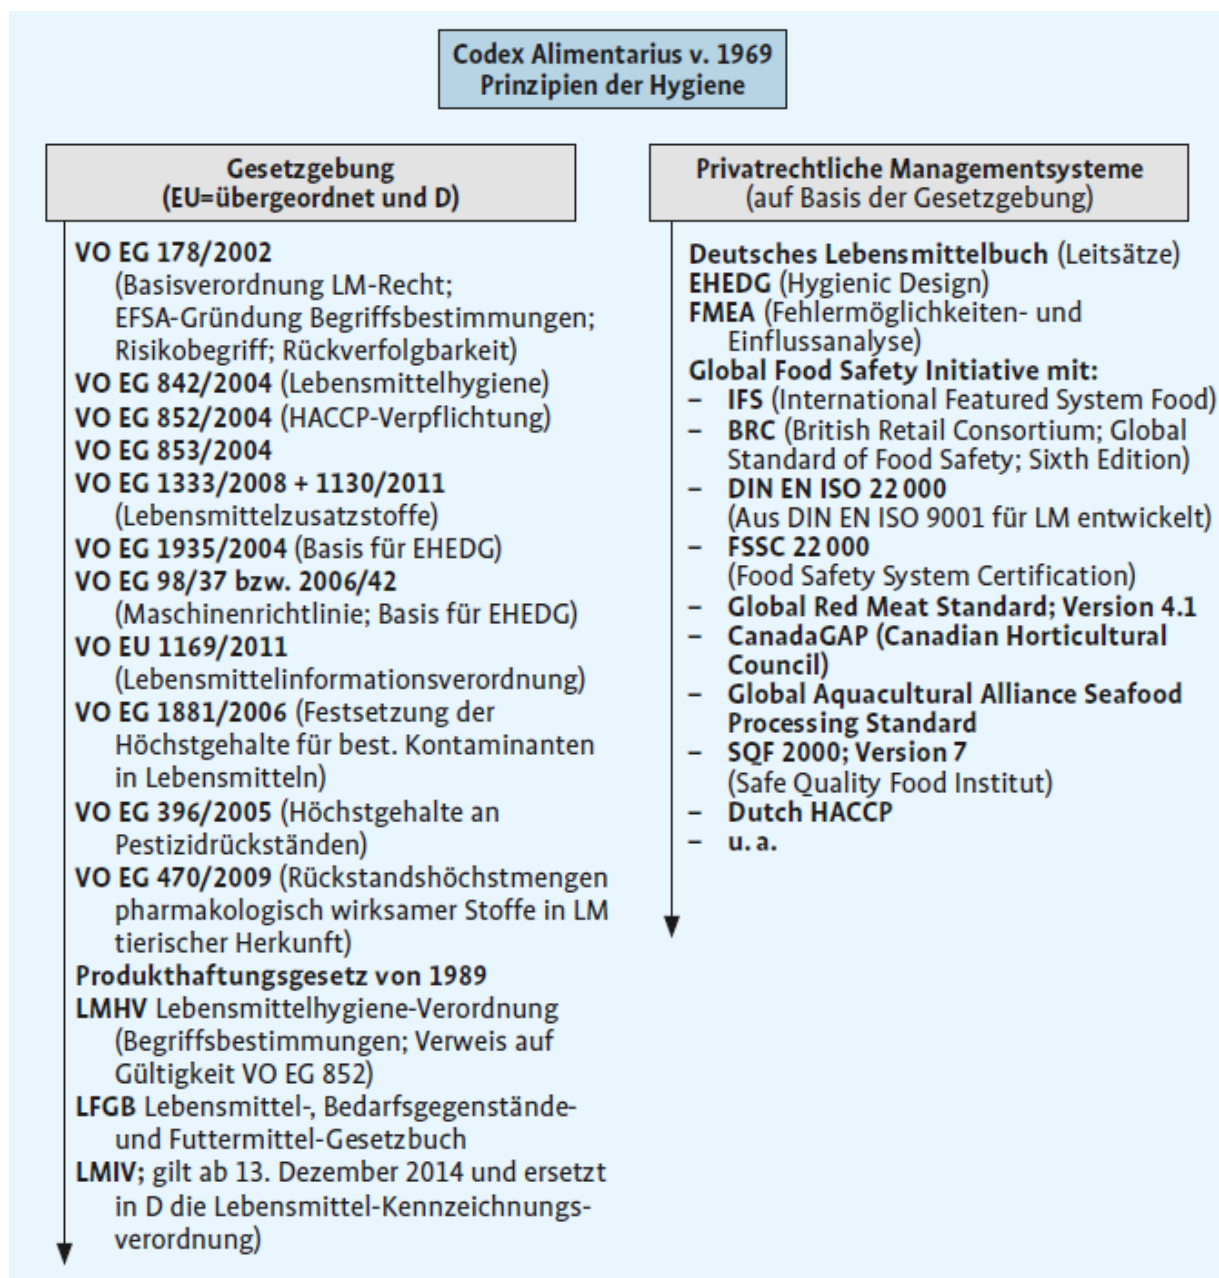 Codex Alimentarius v. 1969
Prinzipien der Hygiene
Gesetzgebung
(EU=übergeordnet und D)
VO EG 178/2002
(Basisverordnung LM-Recht;
EFSA-Gründung Begriffsbestimmungen;
Risikobegriff; Rückverfolgbarkeit)
VO EG 842/2004 (Lebensmittelhygiene)
VO EG 852/2004 (HACCP-Verpflichtung)
VO EG 853/2004
VO EG 1333/2008 + 1130/2011
(Lebensmittelzusatzstoffe)
VO EG 1935/2004 (Basis für EHEDG)
VO EG 98/37 bzw. 2006/42
(Maschinenrichtlinie; Basis für EHEDG)
VO EU 1169/2011
(Lebensmittelinformationsverordnung)
VO EG 1881/2006 (Festsetzung der
Höchstgehalte für best. Kontaminanten
in Lebensmitteln)
VO EG 396/2005 (Höchstgehalte an
Pestizidrückständen)
VO EG 470/2009 (Rückstandshöchstmengen
pharmakologisch wirksamer Stoffe in LM
tierischer Herkunft)
Produkthaftungsgesetz von 1989
LMHV Lebensmittelhygiene-Verordnung
(Begriffsbestimmungen; Verweis auf
Gültigkeit VO EG 852)
LFGB Lebensmittel-, Bedarfsgegenstände-
und Futtermittel-Gesetzbuch
LMIV; gilt ab 13. Dezember 2014 und ersetzt
in D die Lebensmittel-Kennzeichnungs-
verordnung)
Privatrechtliche Managementsysteme
(auf Basis der Gesetzgebung)
Deutsches Lebensmittelbuch (Leitsätze)
EHEDG (Hygienic Design)
FMEA (Fehlermöglichkeiten- und
Einflussanalyse)
Global Food Safety Initiative mit:
– IFS (International Featured System Food)
– BRC (British Retail Consortium; Global
Standard of Food Safety; Sixth Edition)
– DIN EN ISO 22 000
(Aus DIN EN ISO 9001 für LM entwickelt)
– FSSC 22 000
(Food Safety System Certification)
– Global Red Meat Standard; Version 4.1
– CanadaGAP (Canadian Horticultural
Council)
– Global Aquacultural Alliance Seafood
Processing Standard
– SQF 2000; Version 7
(Safe Quality Food Institut)
– Dutch HACCP
– u. a.